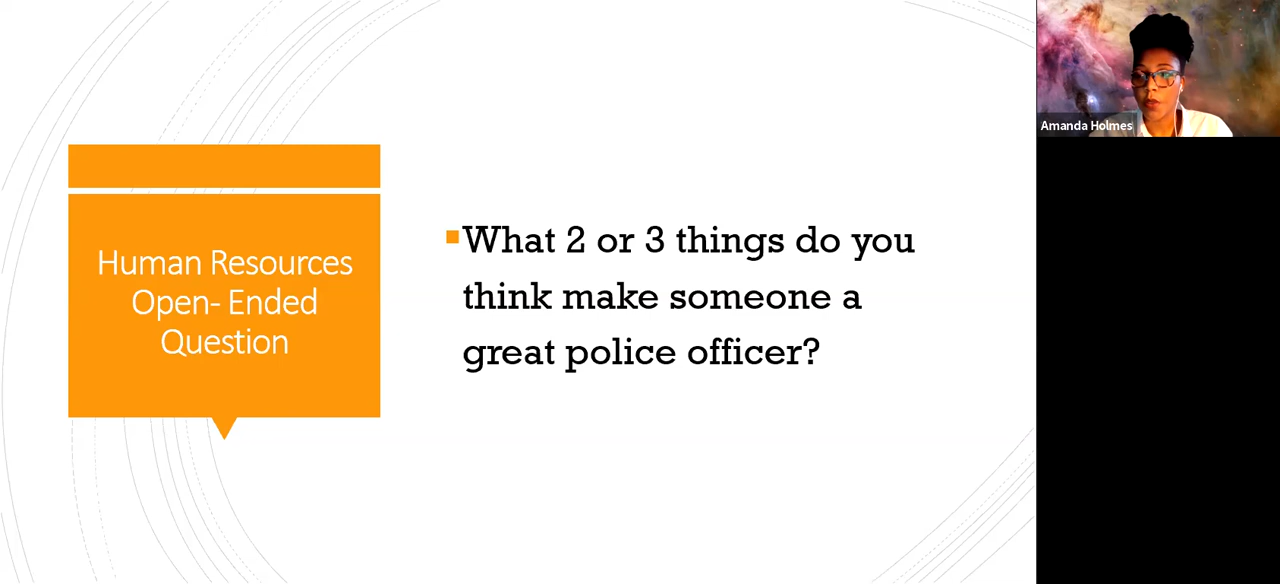 Human Resources
Open- Ended
Question
What 2 or 3 things do you
think make someone a
great police officer?
Amanda Holmes